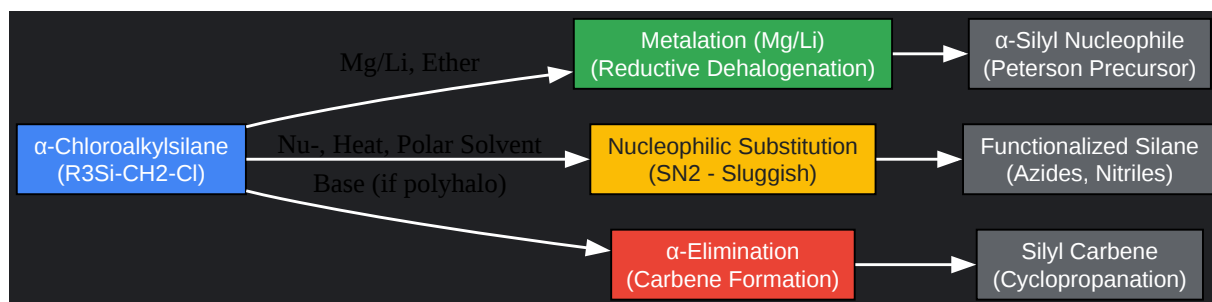 Metalation (Mg/Li)
(Reductive Dehalogenation)
α-Silyl Nucleophile
(Peterson Precursor)
Mg/Li, Ether
α-Chloroalkylsilane
(R3Si-CH2-Cl)
Nu-, Heat, Polar Solvent
Nucleophilic Substitution
(SN2 - Sluggish)
Functionalized Silane
(Azides, Nitriles)
Base (if polyhalo)
α-Elimination
(Carbene Formation)
Silyl Carbene
(Cyclopropanation)